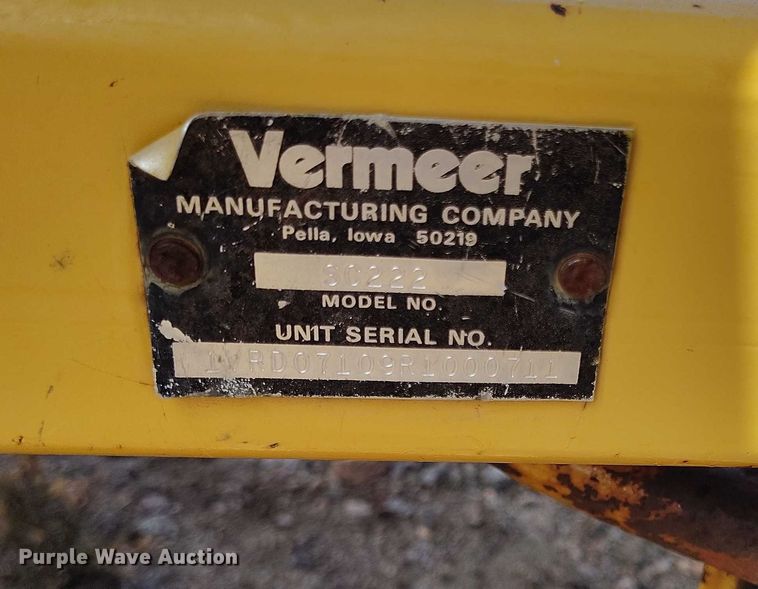 Vermeer
MANUFACTURING COMPANY
Pella, Iowa 50219
SC222
MODEL NO.
UNIT SERIAL NO.
1VRD07109R1000711
Purple Wave Auction